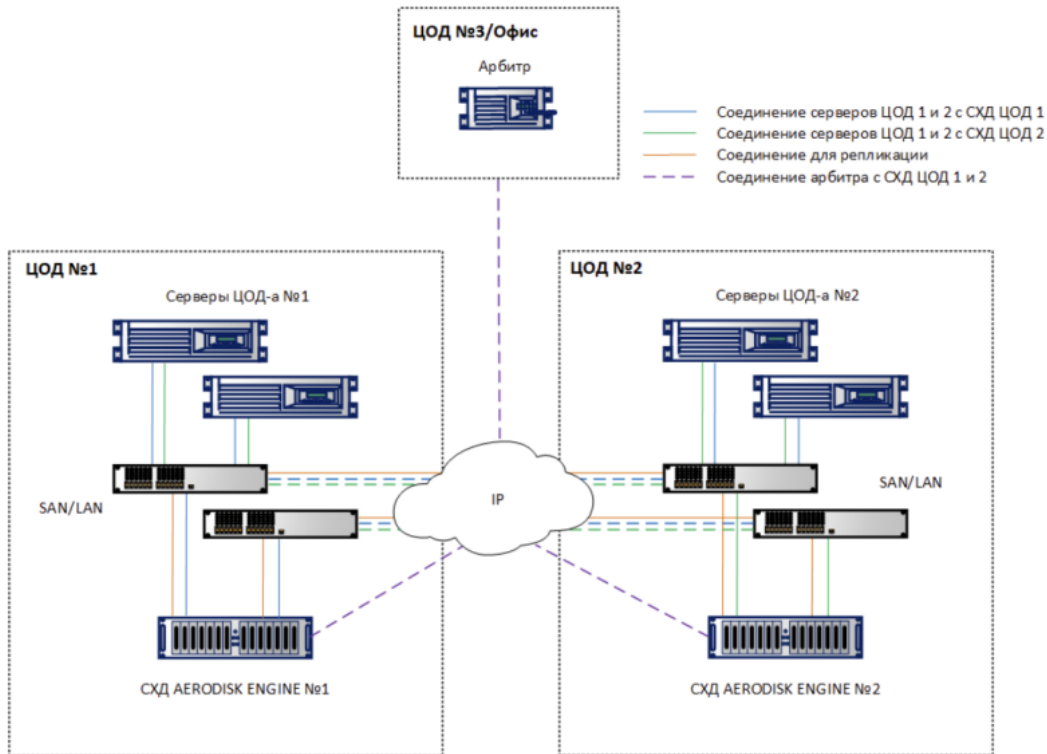 ЦОД №3/Офис
Арбитр
Соединение серверов ЦОД 1 и 2 с СХД ЦОД 1
Соединение серверов ЦОД 1 и 2 с СХД ЦОД 2
Соединение для репликации
Соединение арбитра с СХД ЦОД 1 и 2
ЦОД №1
Серверы ЦОД-а №1
SAN/LAN
СХД AERODISK ENGINE №1
IP
ЦОД №2
Серверы ЦОД-а №2
SAN/LAN
СХД AERODISK ENGINE №2